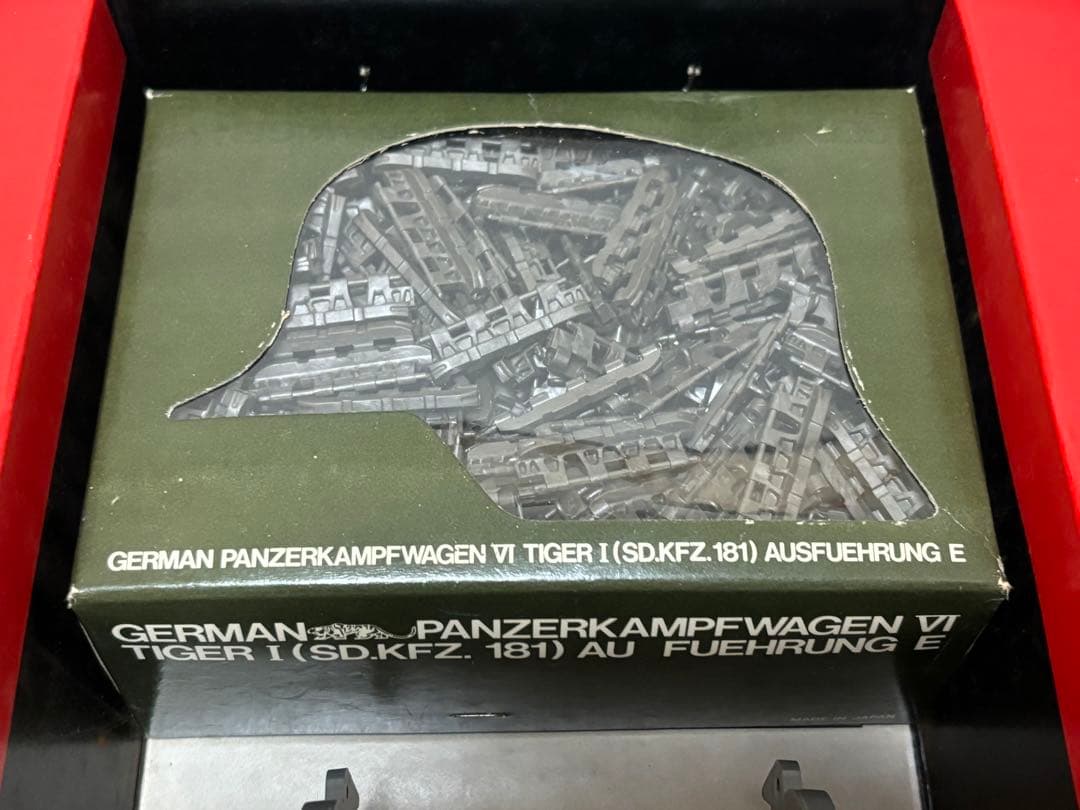 GERMAN PANZERKAMPFWAGEN VI TIGER I (SD.KFZ. 181) AUSFUEHRUNG E
GERMAN PANZERKAMPFWAGEN VI
TIGER I (SD.KFZ. 181) AU FUEHRUNG E
MADE IN JAPAN